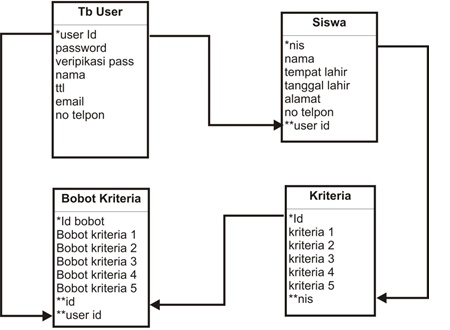 Tb User
*user Id
password
veripikasi pass
nama
ttl
email
no telpon
Siswa
*nis
nama
tempat lahir
tanggal lahir
alamat
no telpon
**user id
Bobot Kriteria
*Id bobot
Bobot kriteria 1
Bobot kriteria 2
Bobot kriteria 3
Bobot kriteria 4
Bobot kriteria 5
**id
**user id
Kriteria
*Id
kriteria 1
kriteria 2
kriteria 3
kriteria 4
kriteria 5
**nis